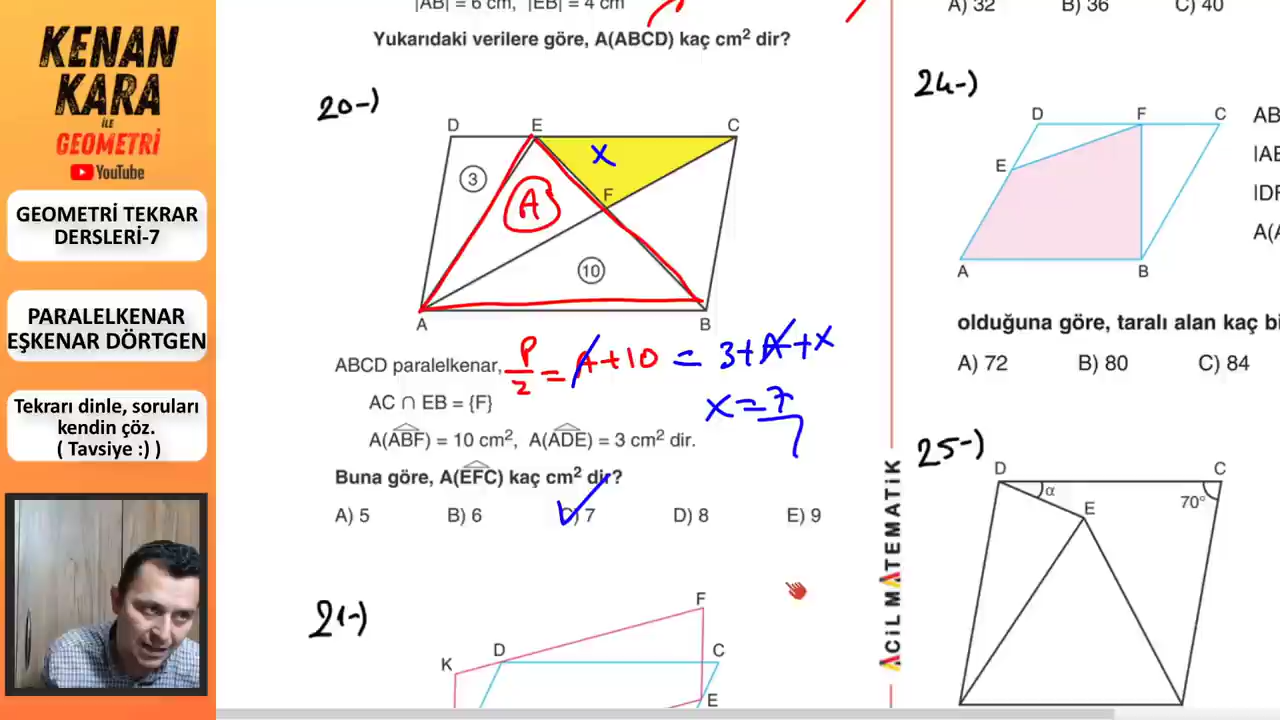 KENAN
KARA
İLE
GEOMETRİ
YouTube
GEOMETRİ TEKRAR
DERSLERİ-7
PARALELKENAR
EŞKENAR DÖRTGEN
Tekrarı dinle, soruları
kendin çöz.
( Tavsiye :) )
|AB| = 6 cm, |EB| = 4 cm
Yukarıdaki verilere göre, A(ABCD) kaç cm² dir?
20-)
D E C
3 A x F
10
A B
ABCD paralelkenar,
P/2 = A + 10 = 3 + A + x
x = 7
AC ∩ EB = {F}
A(ABF) = 10 cm², A(ADE) = 3 cm² dir.
Buna göre, A(EFC) kaç cm² dir?
A) 5 B) 6 C) 7 D) 8 E) 9
21-)
F
K D C
E
ACİL MATEMATİK
A) 32 B) 36 C) 40
24-)
D F C
E
A B
AB
|AE
|DF
A(A
olduğuna göre, taralı alan kaç bi
A) 72 B) 80 C) 84
25-)
D C
α 70°
E